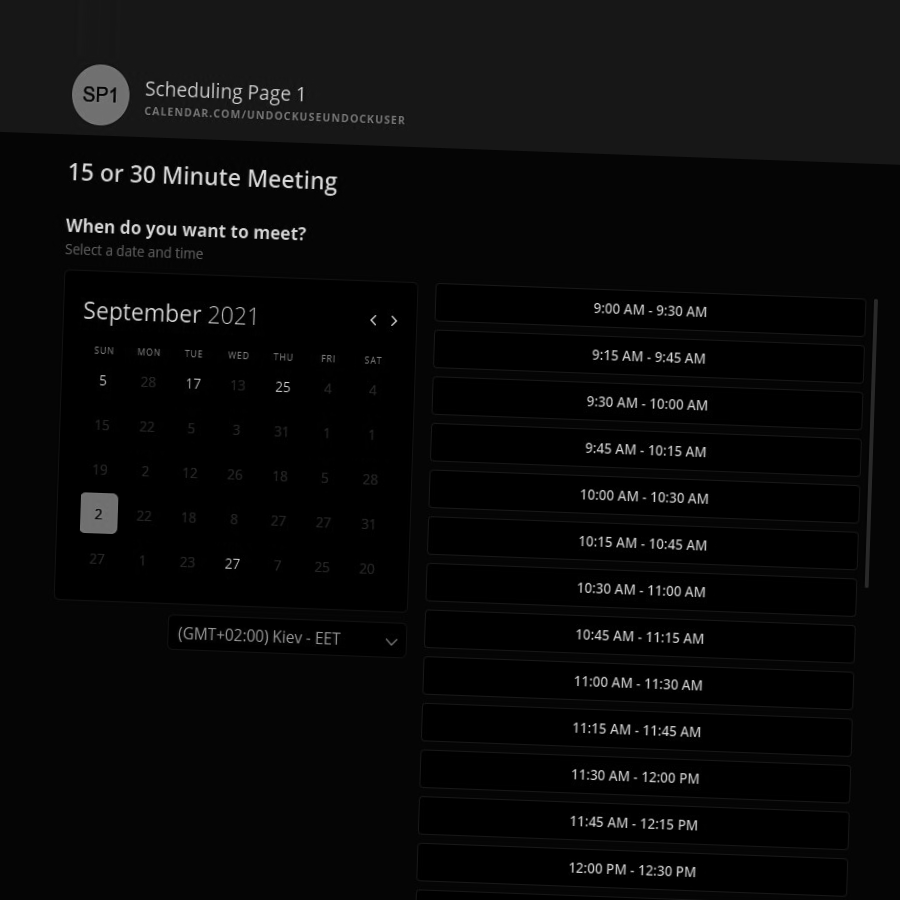 SP1
Scheduling Page 1
CALENDAR.COM/UNDOCKUSEUNDOCKUSER
15 or 30 Minute Meeting
When do you want to meet?
Select a date and time
September 2021
SUN MON TUE WED THU FRI SAT
5 28 17 13 25 4 4
15 22 5 3 31 1 1
19 2 12 26 18 5 28
2 22 18 8 27 27 31
27 1 23 27 7 25 20
(GMT+02:00) Kiev - EET
9:00 AM - 9:30 AM
9:15 AM - 9:45 AM
9:30 AM - 10:00 AM
9:45 AM - 10:15 AM
10:00 AM - 10:30 AM
10:15 AM - 10:45 AM
10:30 AM - 11:00 AM
10:45 AM - 11:15 AM
11:00 AM - 11:30 AM
11:15 AM - 11:45 AM
11:30 AM - 12:00 PM
11:45 AM - 12:15 PM
12:00 PM - 12:30 PM